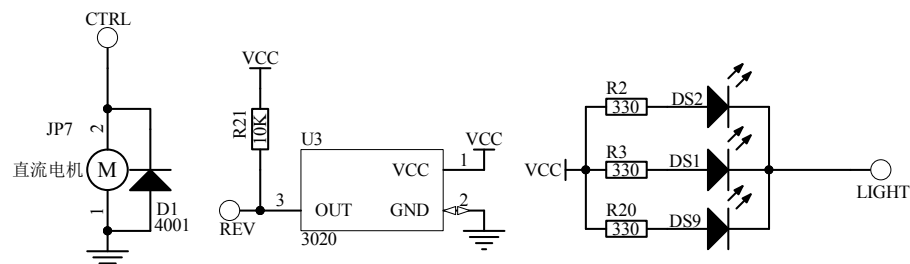 CTRL
JP7
2
直流电机
M
1
D1
4001
VCC
R21
10K
U3
VCC
1
VCC
REV
3
OUT
GND
2
3020
VCC
R2
330
DS2
R3
330
DS1
R20
330
DS9
LIGHT